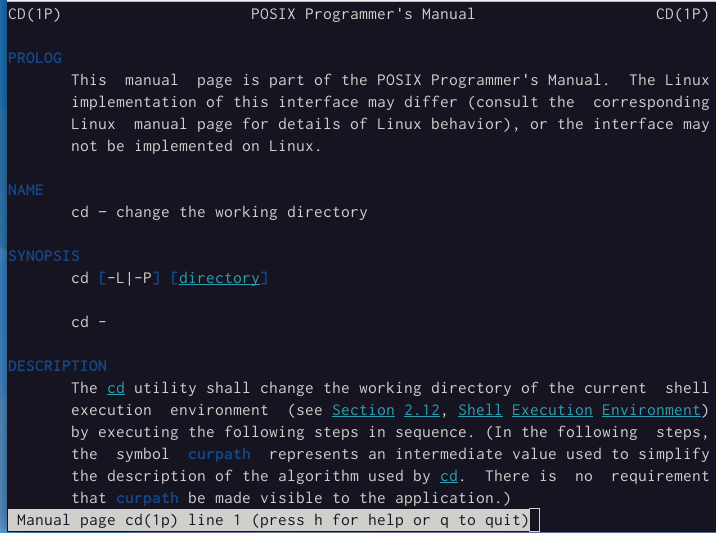 CD(1P) POSIX Programmer's Manual CD(1P)
PROLOG
This manual page is part of the POSIX Programmer's Manual. The Linux
implementation of this interface may differ (consult the corresponding
Linux manual page for details of Linux behavior), or the interface may
not be implemented on Linux.
NAME
cd - change the working directory
SYNOPSIS
cd [-L|-P] [directory]
cd -
DESCRIPTION
The cd utility shall change the working directory of the current shell
execution environment (see Section 2.12, Shell Execution Environment)
by executing the following steps in sequence. (In the following steps,
the symbol curpath represents an intermediate value used to simplify
the description of the algorithm used by cd. There is no requirement
that curpath be made visible to the application.)
Manual page cd(1p) line 1 (press h for help or q to quit)